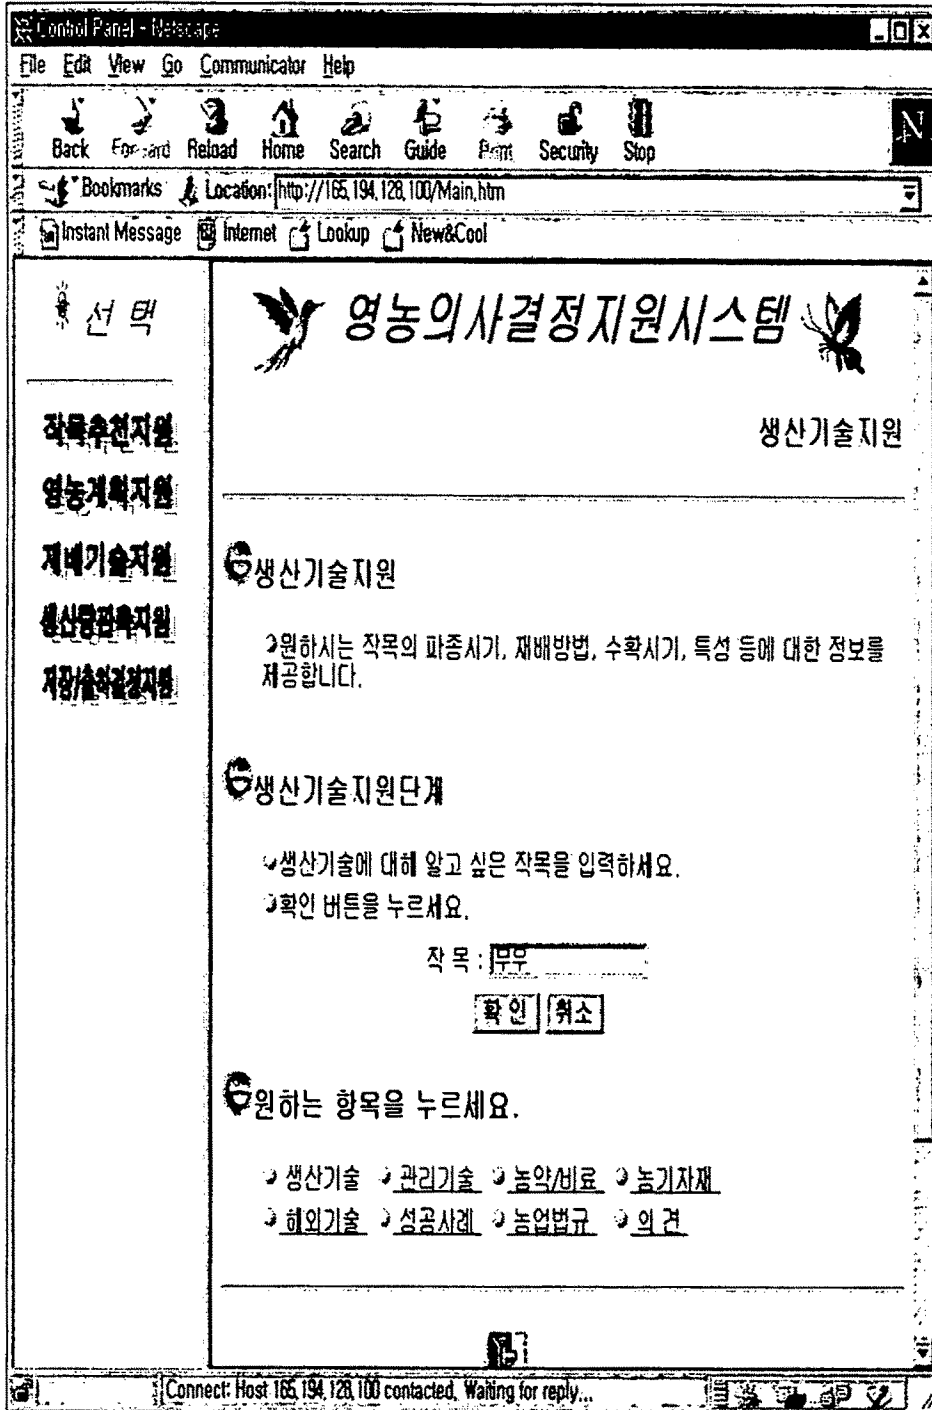 Control Panel - Netscape
File Edit View Go Communicator Help
Back Forward Reload Home Search Guide Print Security Stop
Bookmarks Location: http://165,194,128,100/Main,htm
Instant Message Internet Lookup New&Cool
선 택
작목추천지원
영농계획지원
재배기술지원
생산량판촉지원
저장/출하결정지원
영농의사결정지원시스템
생산기술지원
생산기술지원
원하시는 작목의 파종시기, 재배방법, 수확시기, 특성 등에 대한 정보를
제공합니다.
생산기술지원단계
생산기술에 대해 알고 싶은 작목을 입력하세요.
확인 버튼을 누르세요.
작 목 : 무우
확 인 취소
원하는 항목을 누르세요.
생산기술 관리기술 농약/비료 농기자재
해외기술 성공사례 농업법규 의 견
Connect: Host 165,194,128,100 contacted, Waiting for reply...